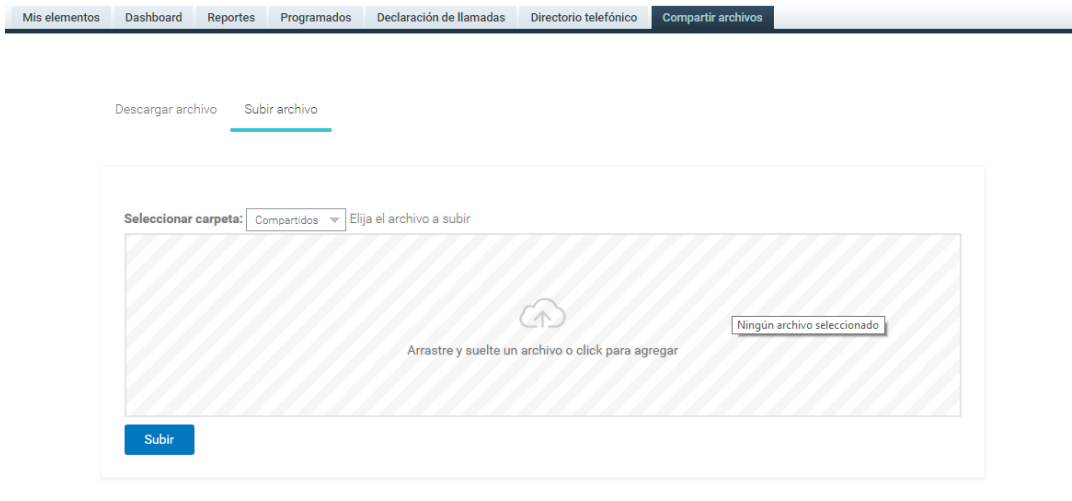 Mis elementos Dashboard Reportes Programados Declaración de llamadas Directorio telefónico Compartir archivos
Descargar archivo Subir archivo
Seleccionar carpeta: Compartidos Elija el archivo a subir
Ningún archivo seleccionado
Arrastre y suelte un archivo o click para agregar
Subir